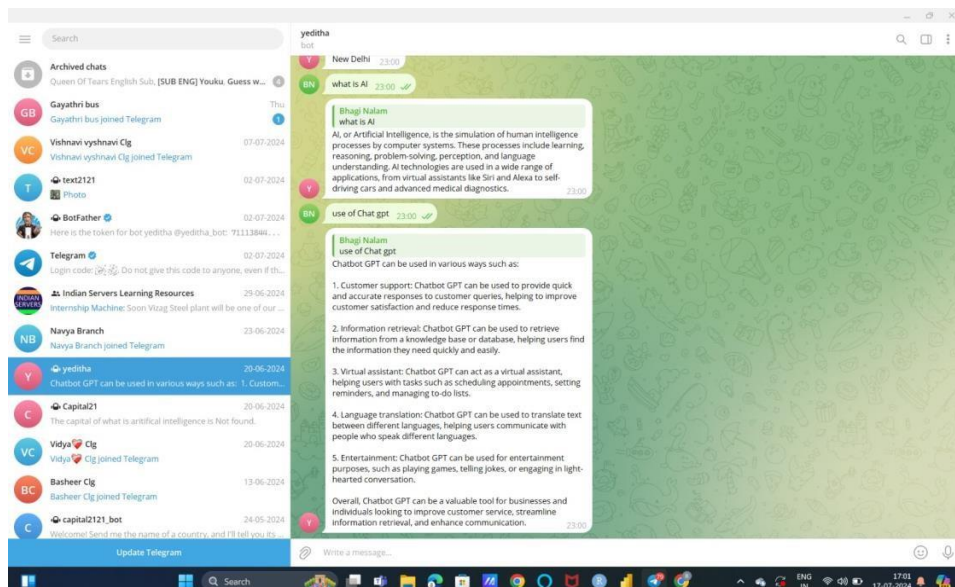 Search
Archived chats
Queen Of Tears English Sub, [SUB ENG] Youku, Guess w... 4
GB
Gayathri bus Thu
Gayathri bus joined Telegram 1
VC
Vishnavi vyshnavi Clg 07-07-2024
Vishnavi vyshnavi Clg joined Telegram
T
text2121 02-07-2024
Photo
BotFather 02-07-2024
Here is the token for bot yeditha @yeditha_bot:
Telegram 02-07-2024
Login code: Do not give this code to anyone, even if th...
INDIAN SERVERS
Indian Servers Learning Resources 29-06-2024
Internship Machine: Soon Vizag Steel plant will be one of our ...
NB
Navya Branch 23-06-2024
Navya Branch joined Telegram
Y
yeditha 20-06-2024
Chatbot GPT can be used in various ways such as: 1. Custom...
C
Capital21 20-06-2024
The capital of what is aritifical intelligence is Not found.
VC
Vidya Clg 20-06-2024
Vidya Clg joined Telegram
BC
Basheer Clg 13-06-2024
Basheer Clg joined Telegram
C
capital2121_bot 24-05-2024
Welcome! Send me the name of a country, and I'll tell you its ...
Update Telegram
yeditha
bot
Y
New Delhi 23:00
BN
what is AI 23:00
Bhagi Nalam
what is AI
AI, or Artificial Intelligence, is the simulation of human intelligence
processes by computer systems. These processes include learning,
reasoning, problem-solving, perception, and language
understanding. AI technologies are used in a wide range of
applications, from virtual assistants like Siri and Alexa to self-
driving cars and advanced medical diagnostics. 23:00
Y
BN
use of Chat gpt 23:00
Bhagi Nalam
use of Chat gpt
Chatbot GPT can be used in various ways such as:
1. Customer support: Chatbot GPT can be used to provide quick
and accurate responses to customer queries, helping to improve
customer satisfaction and reduce response times.
2. Information retrieval: Chatbot GPT can be used to retrieve
information from a knowledge base or database, helping users find
the information they need quickly and easily.
3. Virtual assistant: Chatbot GPT can act as a virtual assistant,
helping users with tasks such as scheduling appointments, setting
reminders, and managing to-do lists.
4. Language translation: Chatbot GPT can be used to translate text
between different languages, helping users communicate with
people who speak different languages.
5. Entertainment: Chatbot GPT can be used for entertainment
purposes, such as playing games, telling jokes, or engaging in light-
hearted conversation.
Overall, Chatbot GPT can be a valuable tool for businesses and
individuals looking to improve customer service, streamline
information retrieval, and enhance communication. 23:00
Y
Write a message...
Search
ENG
IN
17:01
17-07-2024